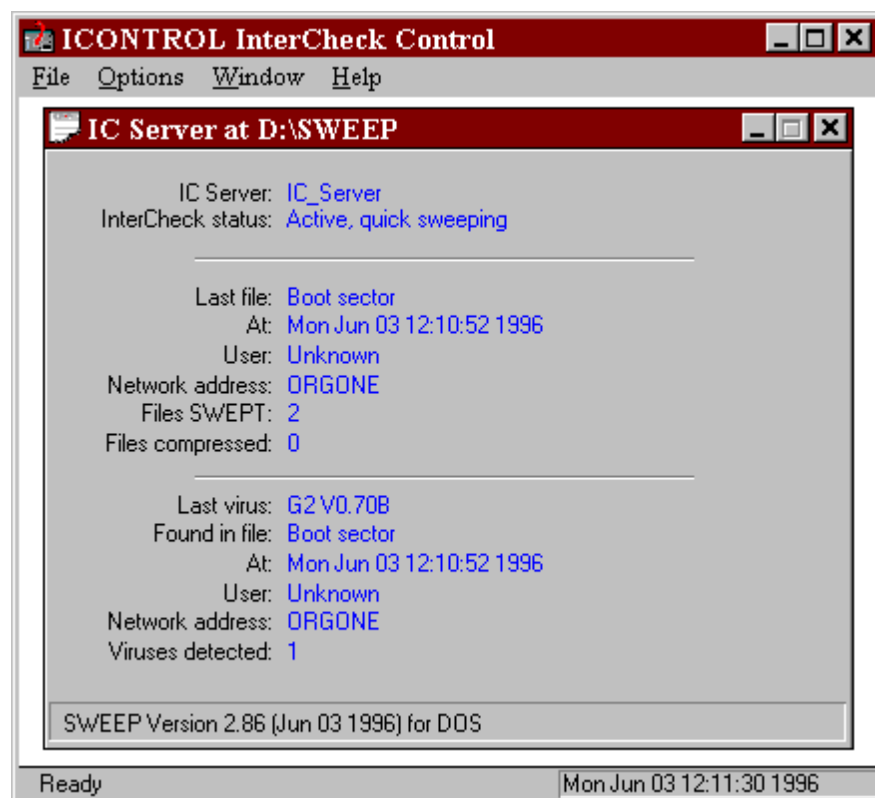 ICONTROL InterCheck Control
File Options Window Help
IC Server at D:\SWEEP
IC Server: IC_Server
InterCheck status: Active, quick sweeping
Last file: Boot sector
At: Mon Jun 03 12:10:52 1996
User: Unknown
Network address: ORGONE
Files SWEPT: 2
Files compressed: 0
Last virus: G2 V0.70B
Found in file: Boot sector
At: Mon Jun 03 12:10:52 1996
User: Unknown
Network address: ORGONE
Viruses detected: 1
SWEEP Version 2.86 (Jun 03 1996) for DOS
Ready Mon Jun 03 12:11:30 1996